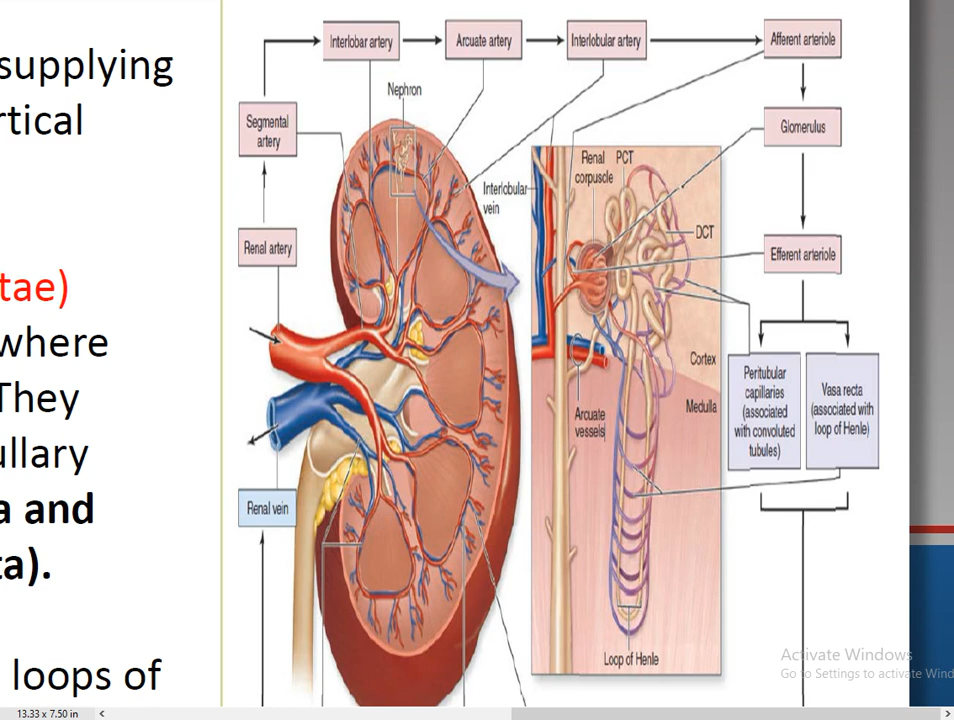 supplying
rtical
tae)
where
They
ullary
a and
ta).
loops of
Interlobar artery
Arcuate artery
Interlobular artery
Afferent arteriole
Nephron
Segmental
artery
Glomerulus
Renal
corpuscle
PCT
Interlobular
vein
DCT
Renal artery
Efferent arteriole
Cortex
Medulla
Peritubular
capillaries
(associated
with convoluted
tubules)
Vasa recta
(associated with
loop of Henle)
Arcuate
vessels
Renal vein
Loop of Henle
Activate Windows
Go to Settings to activate Wind
13.33 x 7.50 in